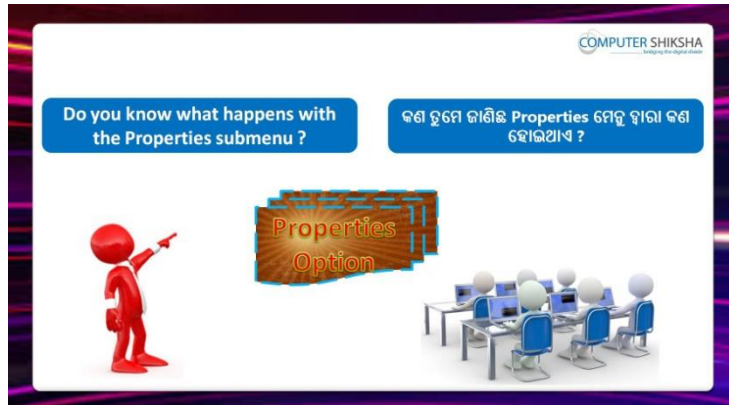 COMPUTER SHIKSHA
bridging the digital divide
Do you know what happens with
the Properties submenu ?
କଣ ତୁମେ ଜାଣିଛ Properties ମେନୁ ଦ୍ୱାରା କଣ
ହୋଇଥାଏ ?
Properties
Option